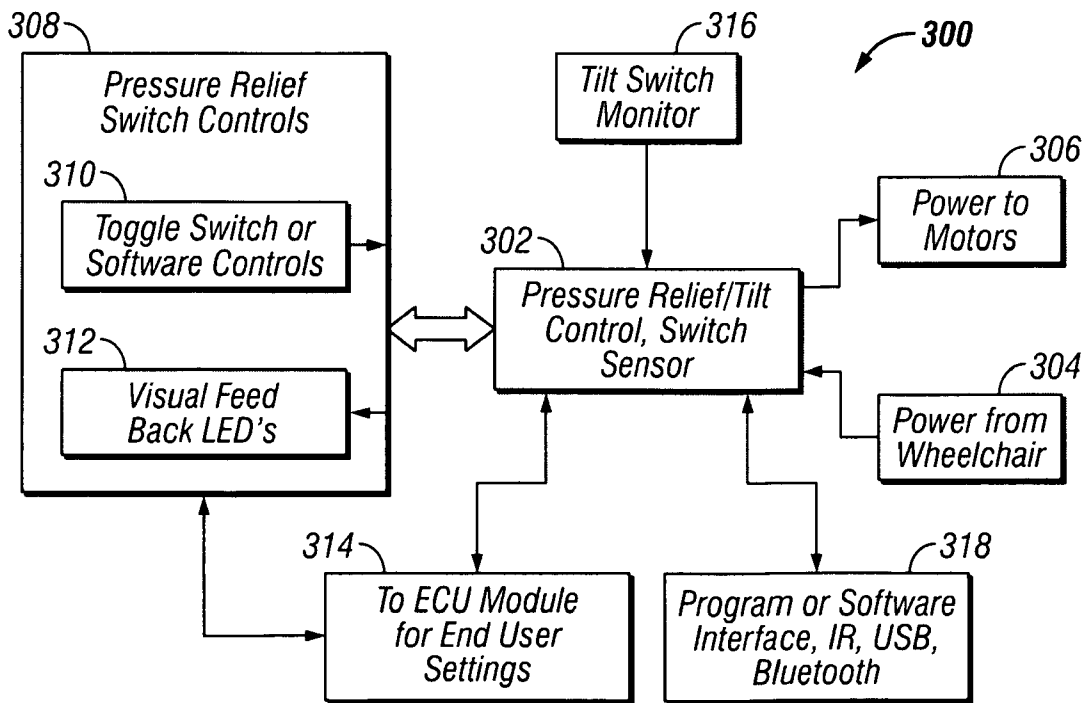 308
Pressure Relief
Switch Controls
310
Toggle Switch or
Software Controls
312
Visual Feed
Back LED's
316
Tilt Switch
Monitor
300
302
Pressure Relief/Tilt
Control, Switch
Sensor
306
Power to
Motors
304
Power from
Wheelchair
314
To ECU Module
for End User
Settings
318
Program or Software
Interface, IR, USB,
Bluetooth